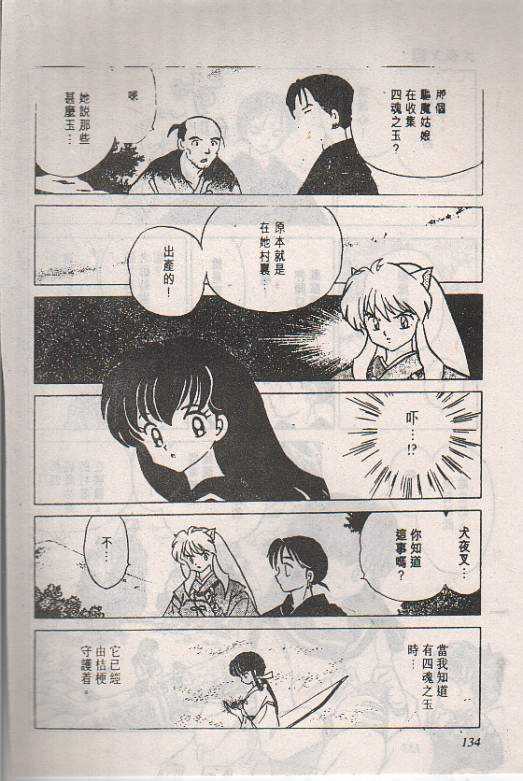 那個
驅魔姑娘
在收集
四魂之玉？
咪
她說那些
甚麼玉…
原本就是
在她村裏…
出產的！
吓…!?
犬夜叉…
你知道
這事嗎？
不…
當我知道
有四魂之玉
時…
它已經
由桔梗
守護着。
134